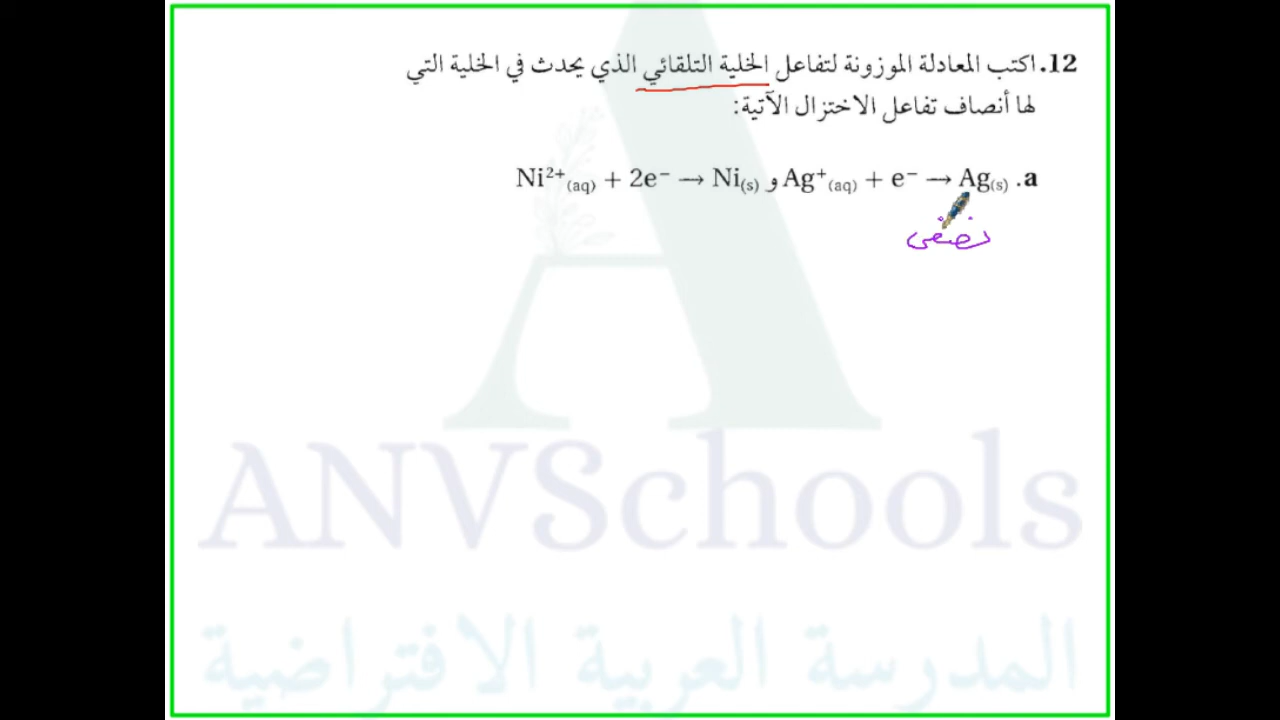 12. اكتب المعادلة الموزونة لتفاعل الخلية التلقائي الذي يحدث في الخلية التي
لها أنصاف تفاعل الاختزال الآتية:
a. Ag⁺(aq) + e⁻ → Ag(s) و Ni²⁺(aq) + 2e⁻ → Ni(s)
نصفى
ANVSchools
المدرسة العربية الافتراضية